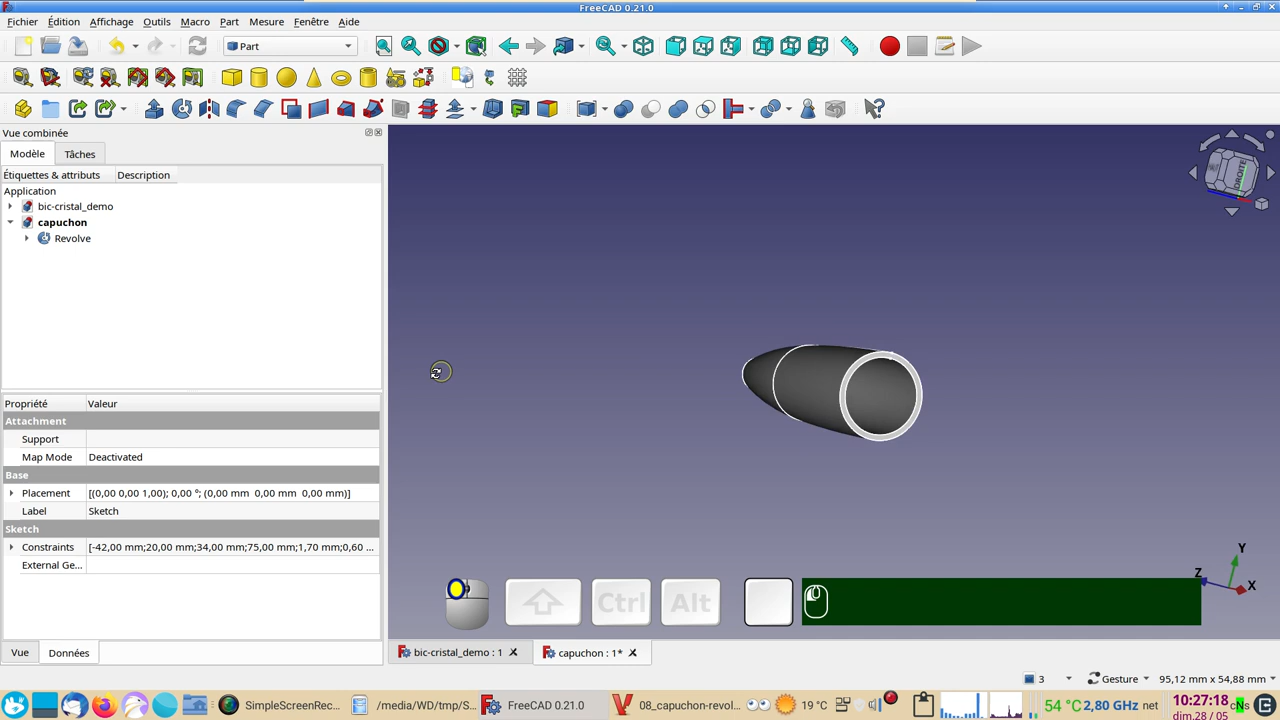 FreeCAD 0.21.0
Fichier Édition Affichage Outils Macro Part Mesure Fenêtre Aide
Part
Vue combinée
Modèle Tâches
Étiquettes & attributs Description
Application
bic-cristal_demo
capuchon
Revolve
DROITE
Propriété Valeur
Attachment
Support
Map Mode Deactivated
Base
Placement [(0,00 0,00 1,00); 0,00 °; (0,00 mm 0,00 mm 0,00 mm)]
Label Sketch
Sketch
Constraints [-42,00 mm;20,00 mm;34,00 mm;75,00 mm;1,70 mm;0,60 ...
External Ge...
Ctrl Alt
Y
Z
X
Vue Données
bic-cristal_demo : 1 capuchon : 1*
3 Gesture 95,12 mm x 54,88 mm
SimpleScreenRec... /media/WD/tmp/S... FreeCAD 0.21.0 08_capuchon-revol... 19 °C 54 °C 2,80 GHz net 10:27:18 cNs
dim.28/05